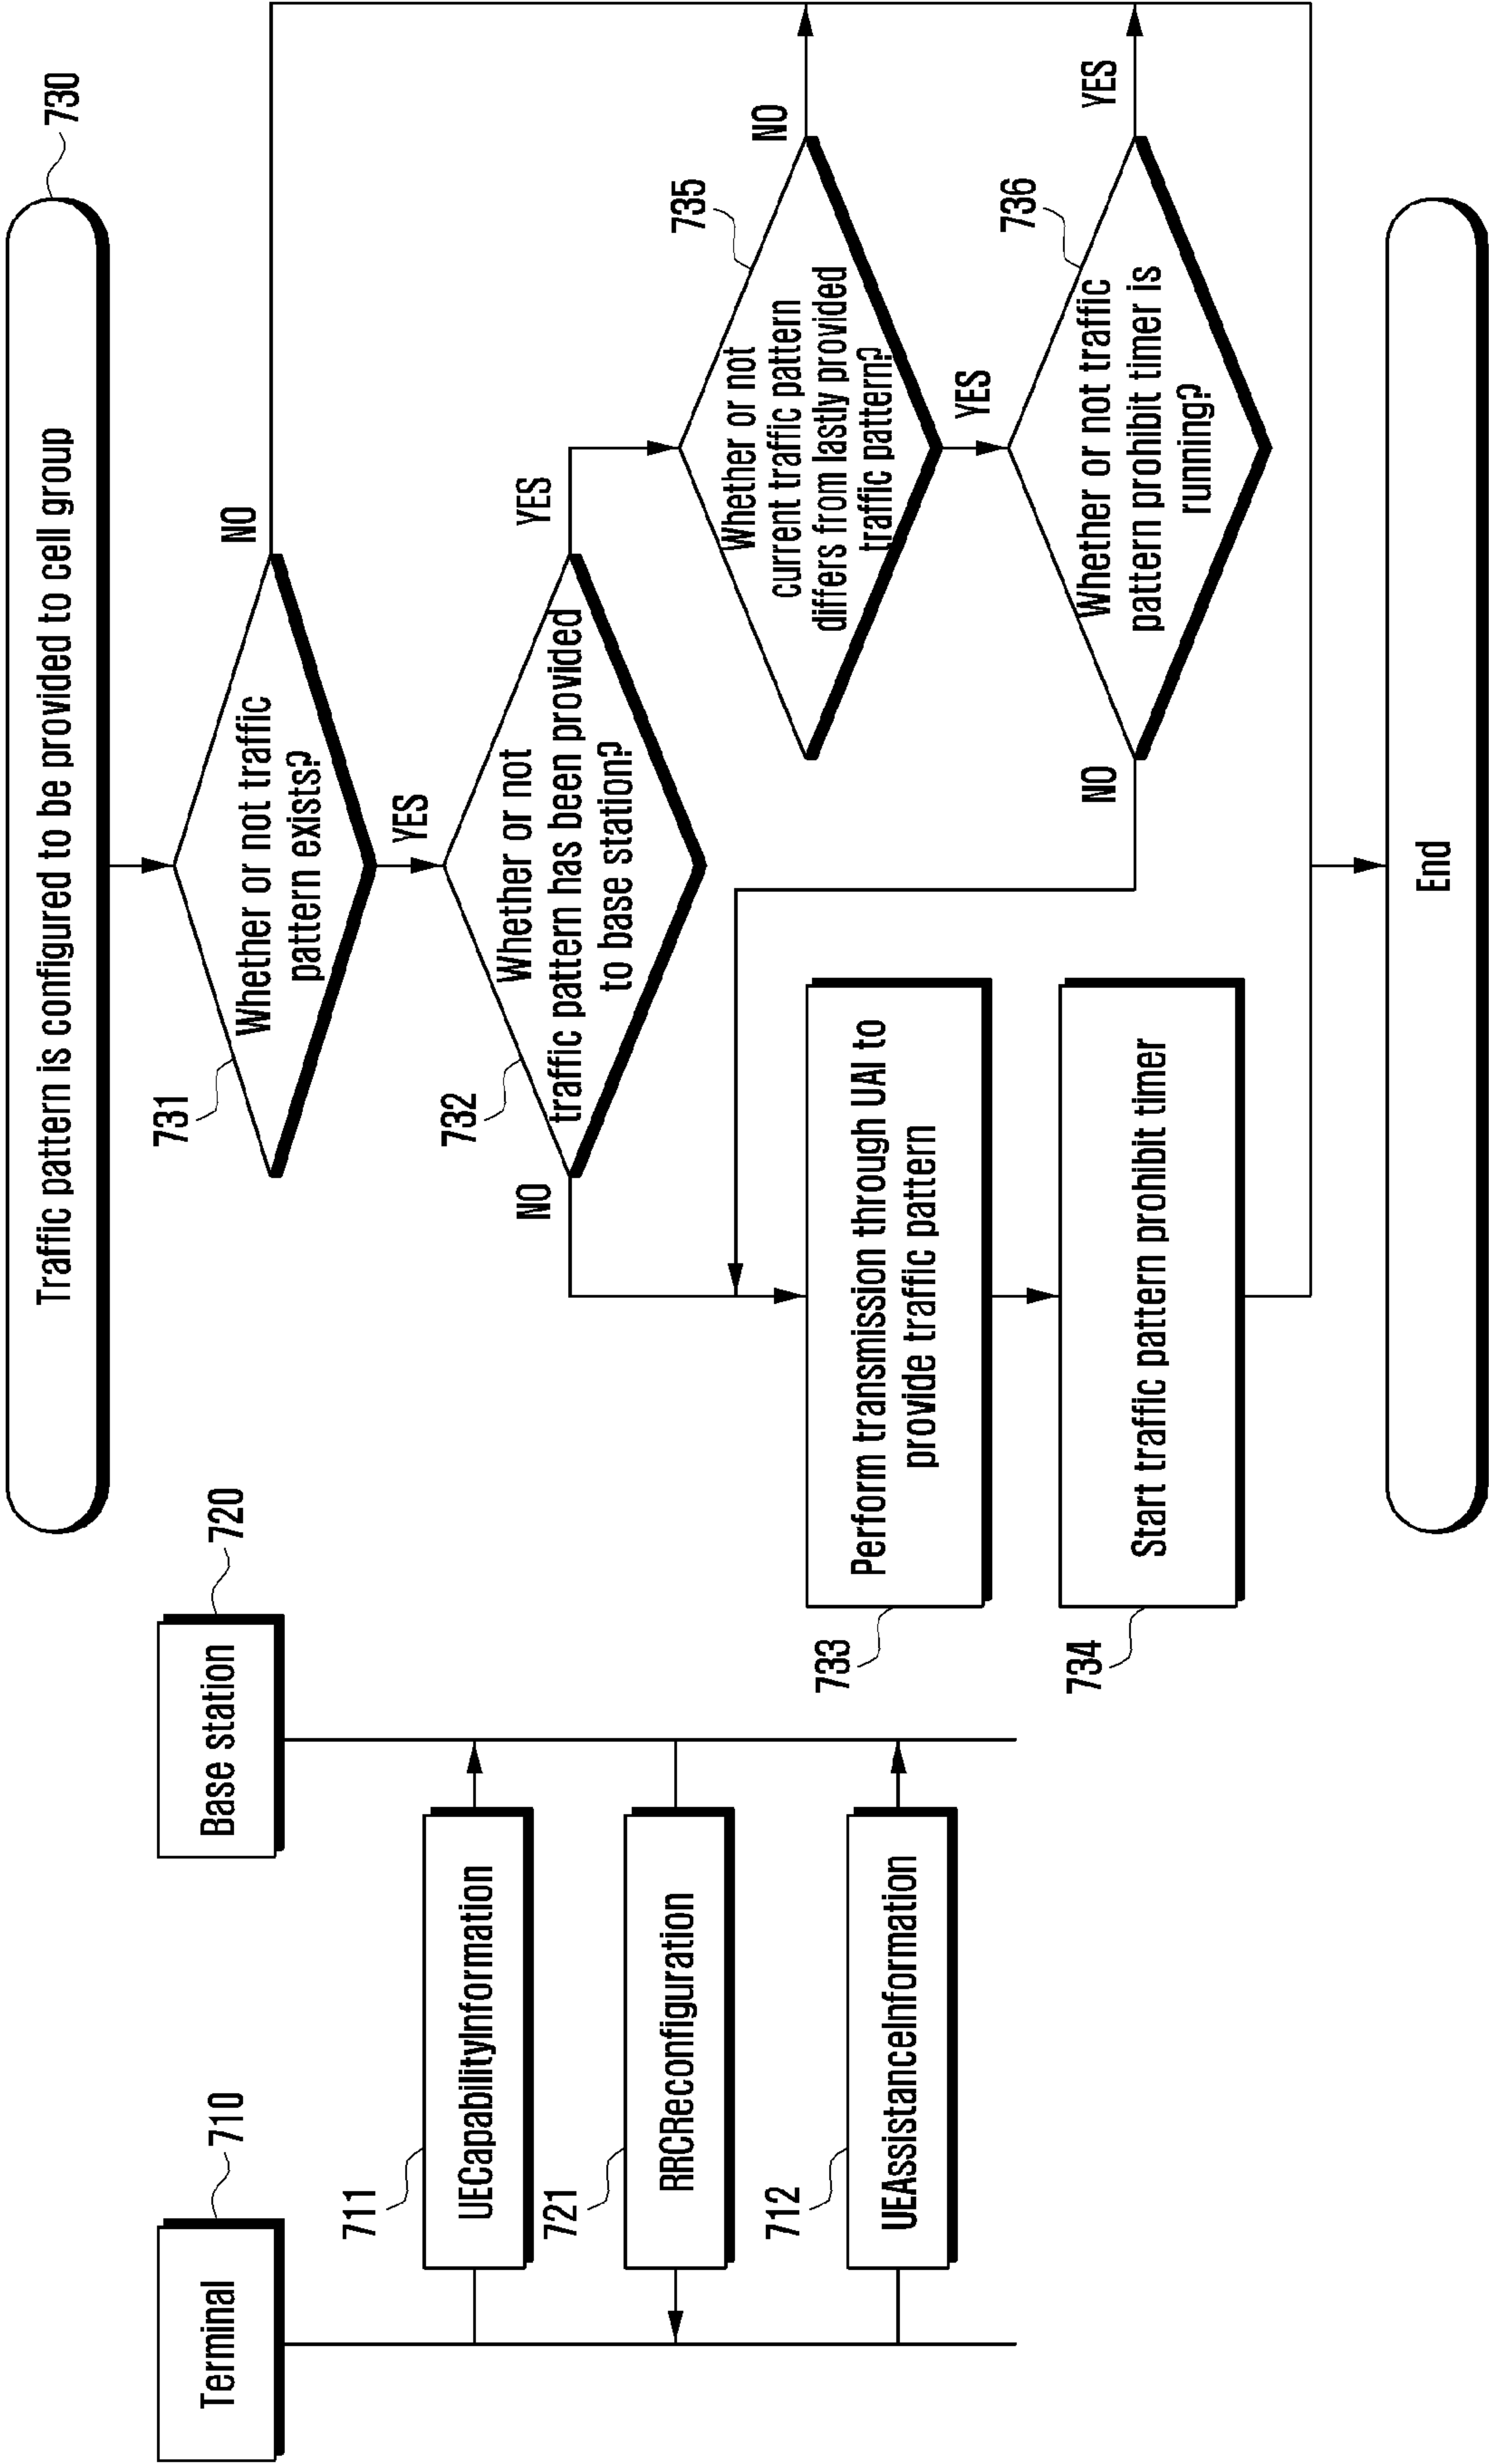 Terminal
710
Base station
720
711
UECapabilityInformation
721
RRCReconfiguration
712
UEAssistanceInformation
Traffic pattern is configured to be provided to cell group
730
731
Whether or not traffic
pattern exists?
NO
YES
732
Whether or not
traffic pattern has been provided
to base station?
NO
YES
735
Whether or not
current traffic pattern
differs from lastly provided
traffic pattern?
NO
YES
736
Whether or not traffic
pattern prohibit timer is
running?
YES
NO
733
Perform transmission through UAI to
provide traffic pattern
734
Start traffic pattern prohibit timer
End